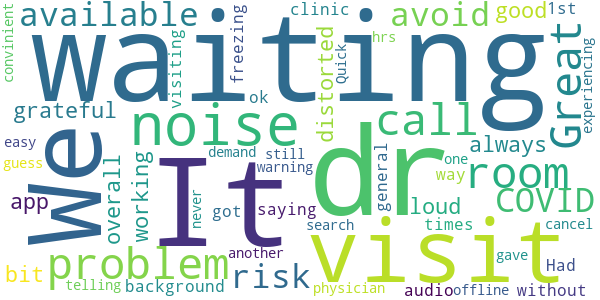 available
clinic
avoid
good
1st
convinient
waiting
visiting
freezing
hrs
Quick
distorted
Great
experiencing
ok
grateful
noise
call
We
easy
guess
app
overall
working
It
demand
still
warning
dr
general
one
way
always
room
COVID
never
got
saying
loud
times
cancel
search
another
visit
bit
problem
risk
gave
Had
telling
background
physician
audio
offline
without